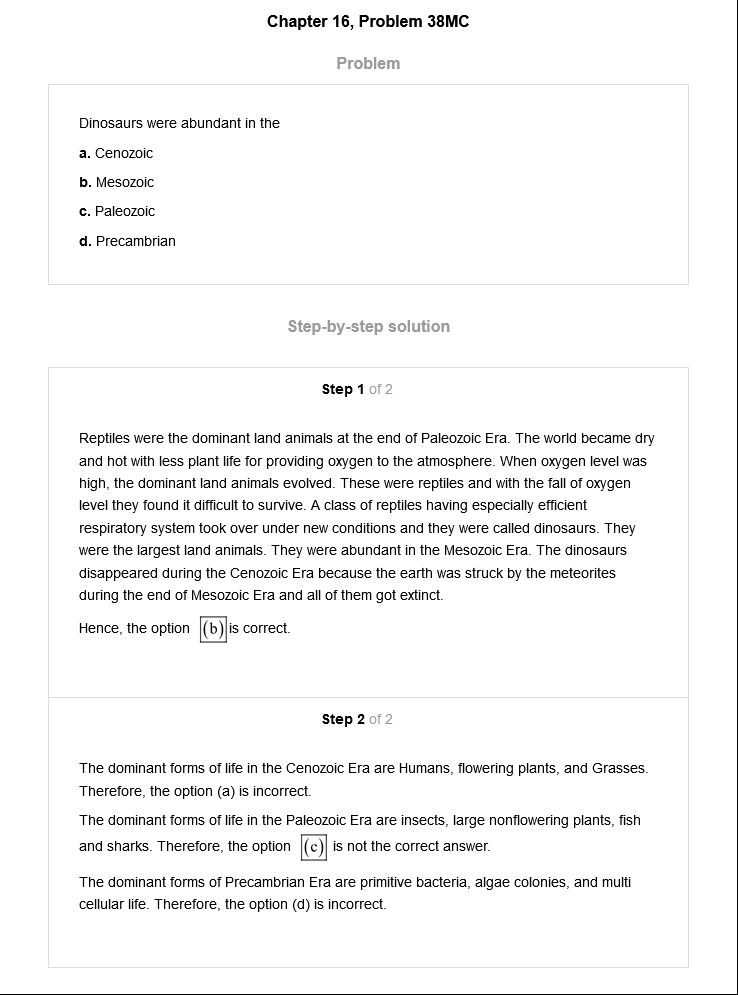 Chapter 16, Problem 38MC
Problem
Dinosaurs were abundant in the
a. Cenozoic
b. Mesozoic
c. Paleozoic
d. Precambrian
Step-by-step solution
Step 1 of 2
Reptiles were the dominant land animals at the end of Paleozoic Era. The world became dry
and hot with less plant life for providing oxygen to the atmosphere. When oxygen level was
high, the dominant land animals evolved. These were reptiles and with the fall of oxygen
level they found it difficult to survive. A class of reptiles having especially efficient
respiratory system took over under new conditions and they were called dinosaurs. They
were the largest land animals. They were abundant in the Mesozoic Era. The dinosaurs
disappeared during the Cenozoic Era because the earth was struck by the meteorites
during the end of Mesozoic Era and all of them got extinct.
Hence, the option (b) is correct.
Step 2 of 2
The dominant forms of life in the Cenozoic Era are Humans, flowering plants, and Grasses.
Therefore, the option (a) is incorrect.
The dominant forms of life in the Paleozoic Era are insects, large nonflowering plants, fish
and sharks. Therefore, the option (c) is not the correct answer.
The dominant forms of Precambrian Era are primitive bacteria, algae colonies, and multi
cellular life. Therefore, the option (d) is incorrect.